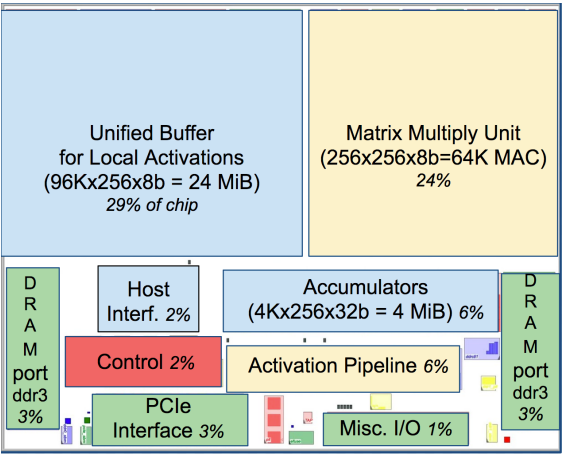 Unified Buffer
for Local Activations
(96Kx256x8b = 24 MiB)
29% of chip
Matrix Multiply Unit
(256x256x8b=64K MAC)
24%
D
R
A
M
port
ddr3
3%
Host
Interf. 2%
Accumulators
(4Kx256x32b = 4 MiB) 6%
Control 2%
Activation Pipeline 6%
PCIe
Interface 3%
Misc. I/O 1%
D
R
A
M
port
ddr3
3%